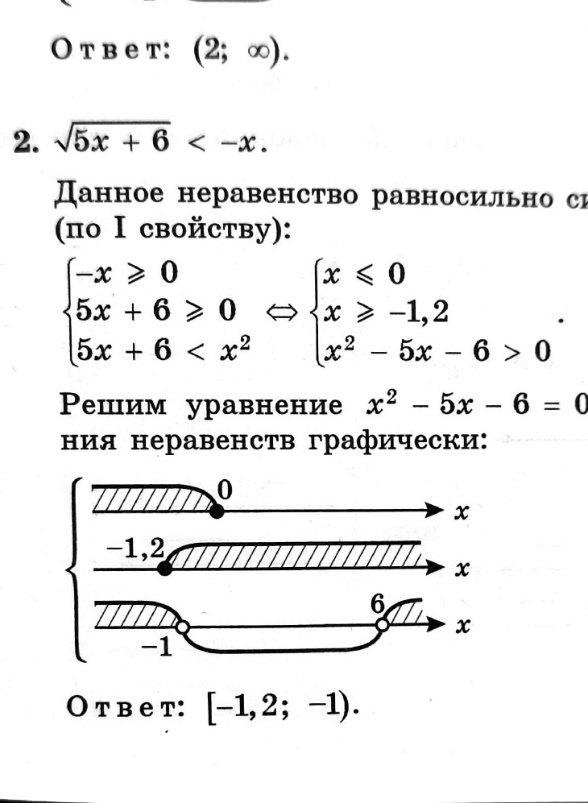 Ответ: (2; ∞).
2. √(5x + 6) < –x.
Данное неравенство равносильно
(по I свойству):
{–x ⩾ 0 {x ⩽ 0
{5x + 6 ⩾ 0 ⇔ {x ⩾ –1,2 .
{5x + 6 < x² {x² – 5x – 6 > 0
Решим уравнение x² – 5x – 6 = 0
ния неравенств графически:
0
x
–1,2
x
6
–1
x
Ответ: [–1,2; –1).